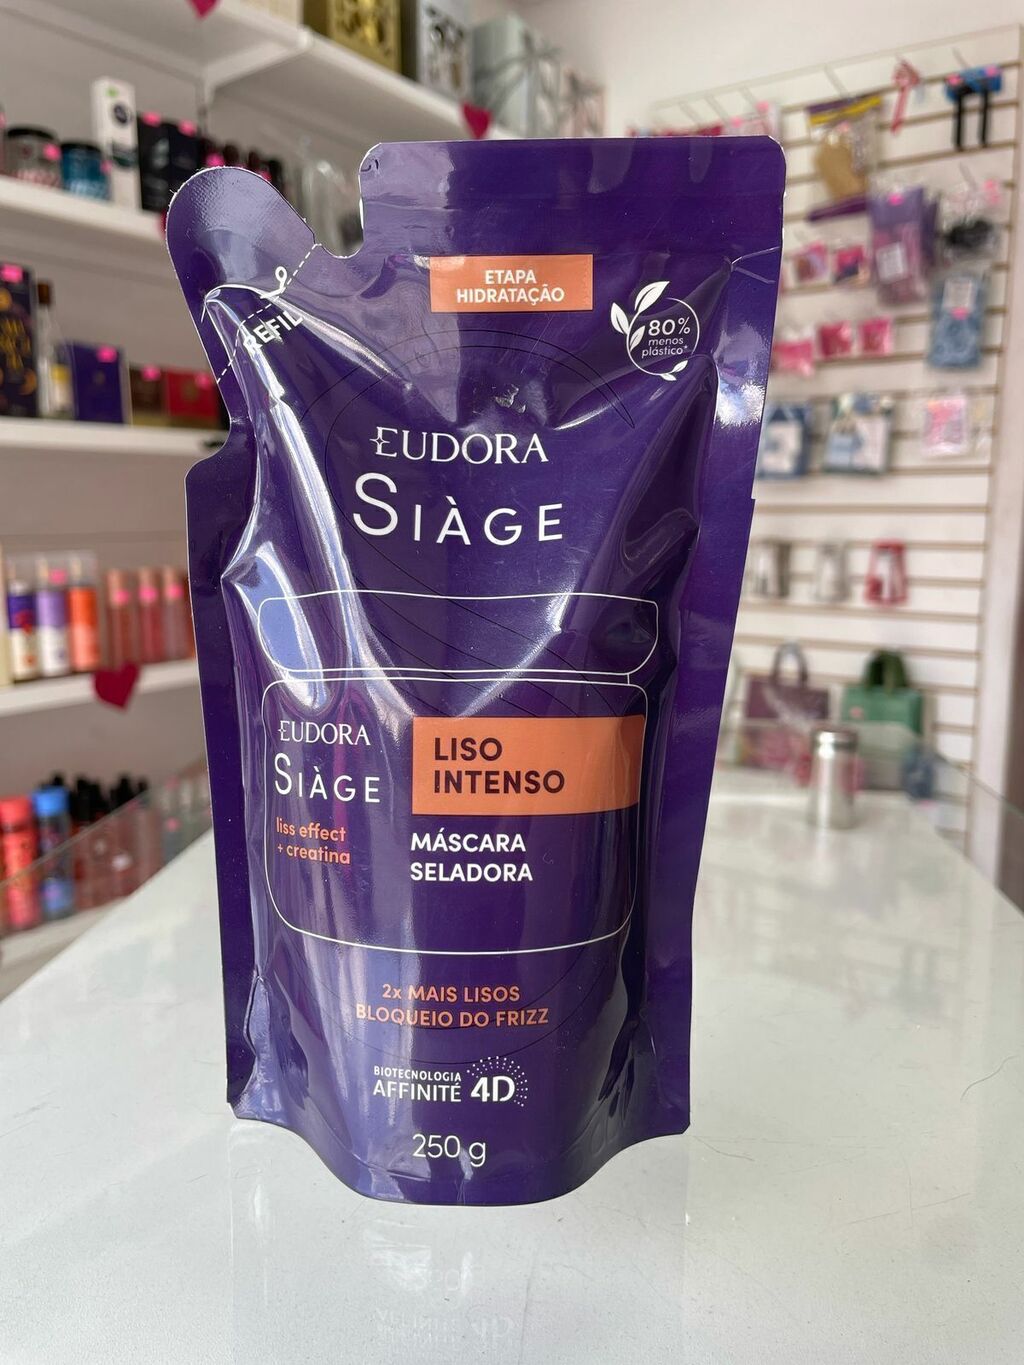 ETAPA
HIDRATAÇÃO
REFIL
80%
menos
plástico*
EUDORA
SIÀGE
EUDORA
SIÀGE
liss effect
+ creatina
LISO
INTENSO
MÁSCARA
SELADORA
2x MAIS LISOS
BLOQUEIO DO FRIZZ
BIOTECNOLOGIA
AFFINITÉ 4D
250 g